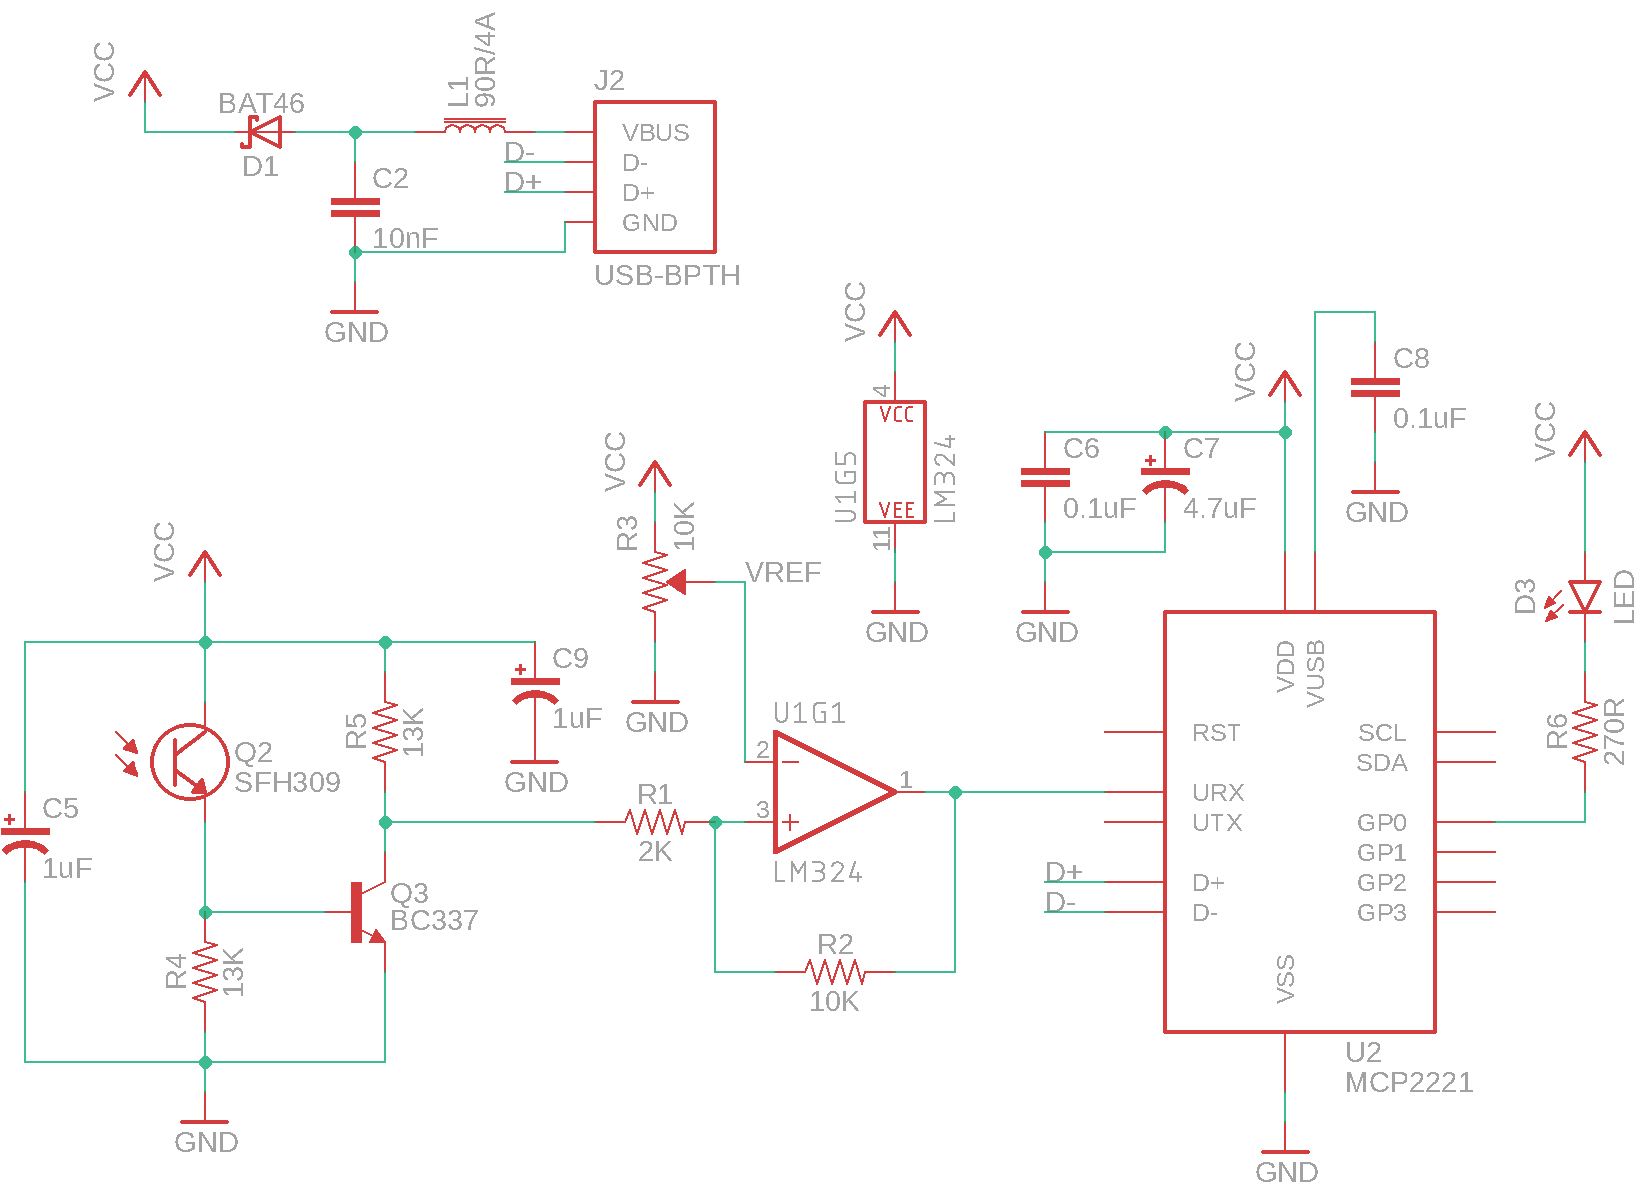 VCC
BAT46
D1
C2
10nF
GND
L1
90R/4A
J2
VBUS
D-
D+
GND
D-
D+
USB-BPTH
VCC
4
VCC
U1G5
LM324
VEE
11
GND
VCC
C6
0.1uF
C7
4.7uF
GND
C8
0.1uF
GND
VCC
D3
LED
R6
270R
VCC
C5
1uF
Q2
SFH309
R5
13K
C9
1uF
GND
R4
13K
Q3
BC337
GND
VCC
R3
10K
VREF
GND
R1
2K
U1G1
2
3
1
LM324
R2
10K
VDD
VUSB
RST
URX
UTX
D+
D-
D+
D-
SCL
SDA
GP0
GP1
GP2
GP3
VSS
U2
MCP2221
GND